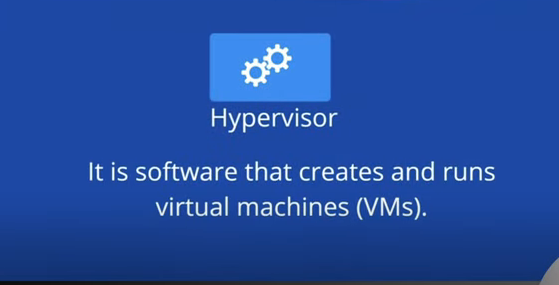 Hypervisor
It is software that creates and runs
virtual machines (VMs).